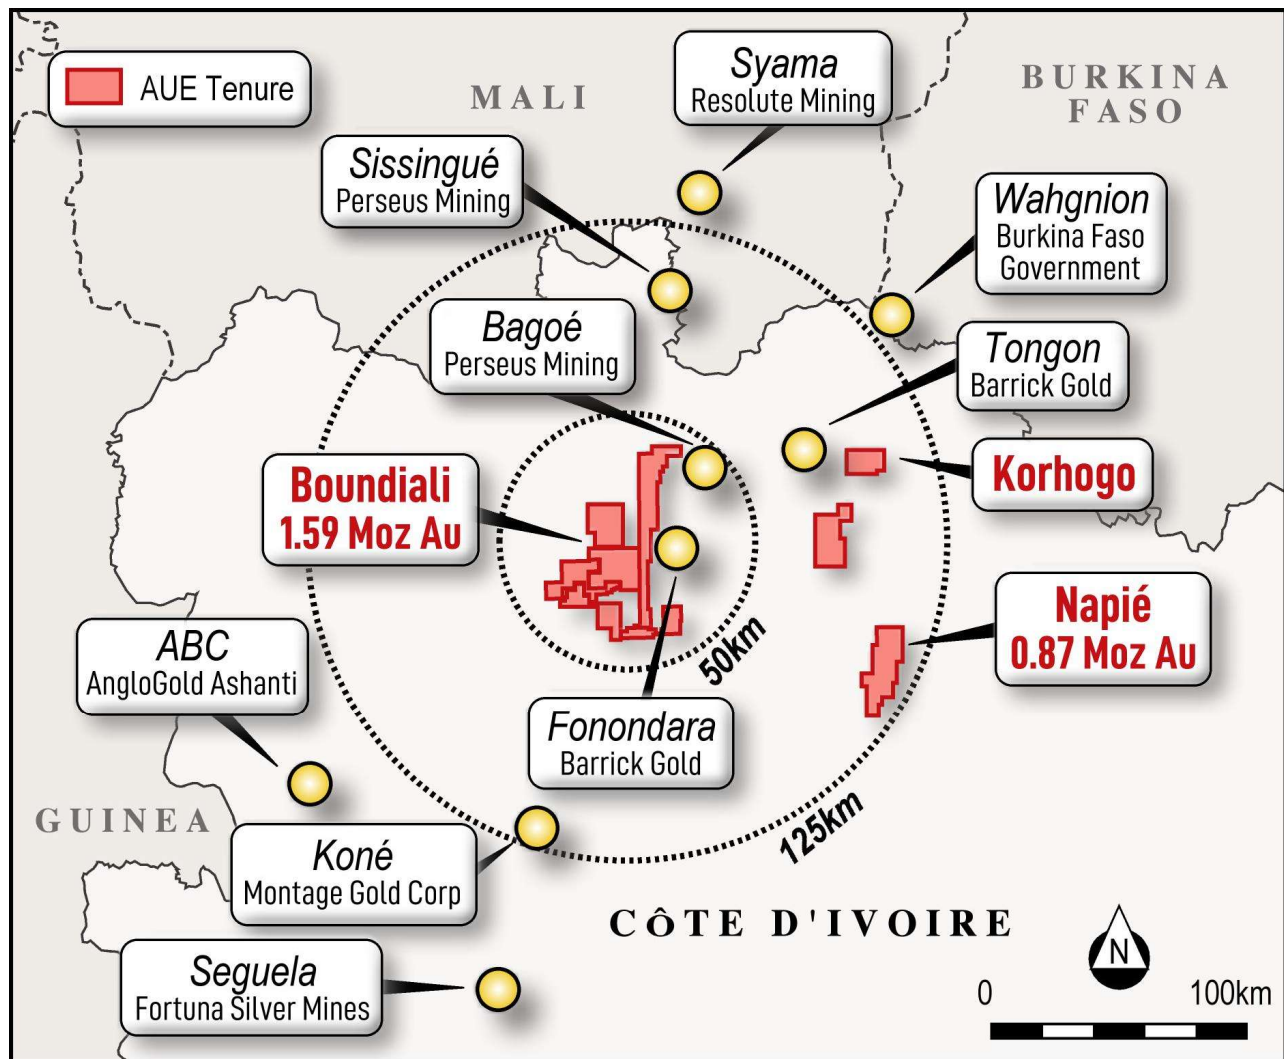 AUE Tenure
MALI
Syama
Resolute Mining
BURKINA
FASO
Sissingué
Perseus Mining
Wahgnion
Burkina Faso
Government
Bagoé
Perseus Mining
Tongon
Barrick Gold
Boundiali
1.59 Moz Au
Korhogo
Napié
0.87 Moz Au
50km
ABC
AngloGold Ashanti
Fonondara
Barrick Gold
125km
GUINEA
Koné
Montage Gold Corp
CÔTE D'IVOIRE
N
Seguela
Fortuna Silver Mines
0 100km